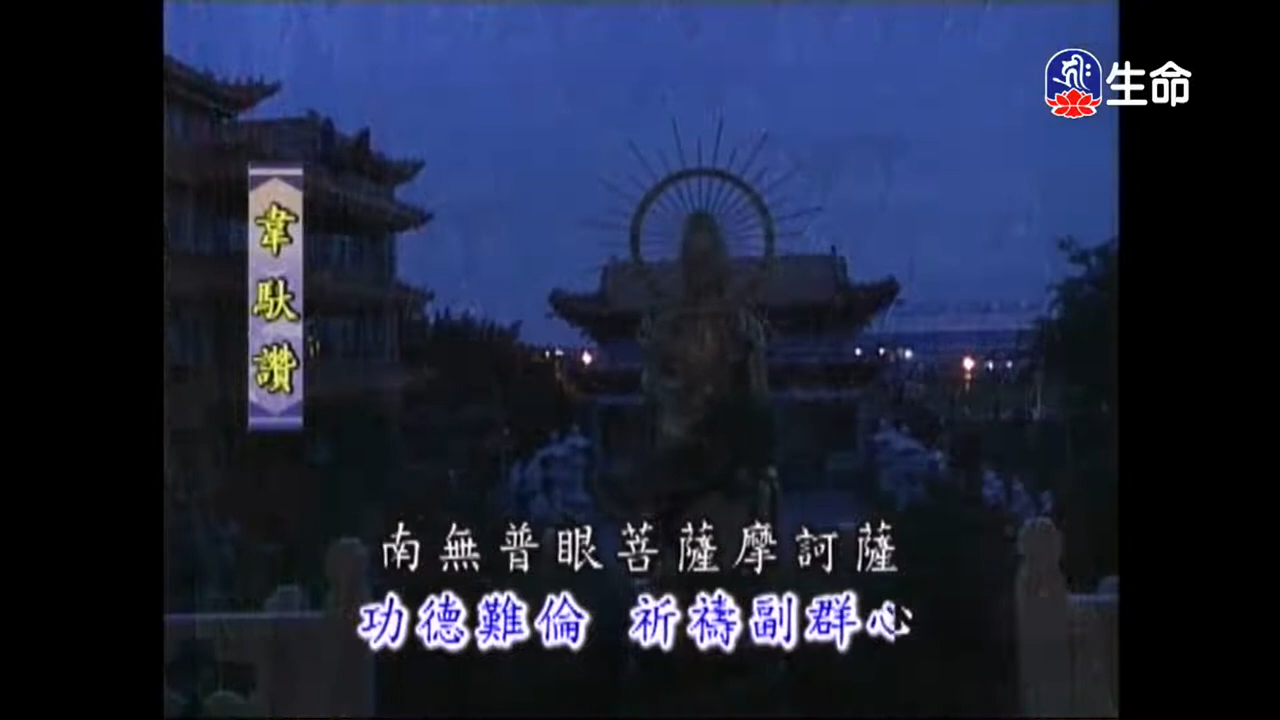 生命
韋馱讚
南無普眼菩薩摩訶薩
功德難倫 祈禱副群心